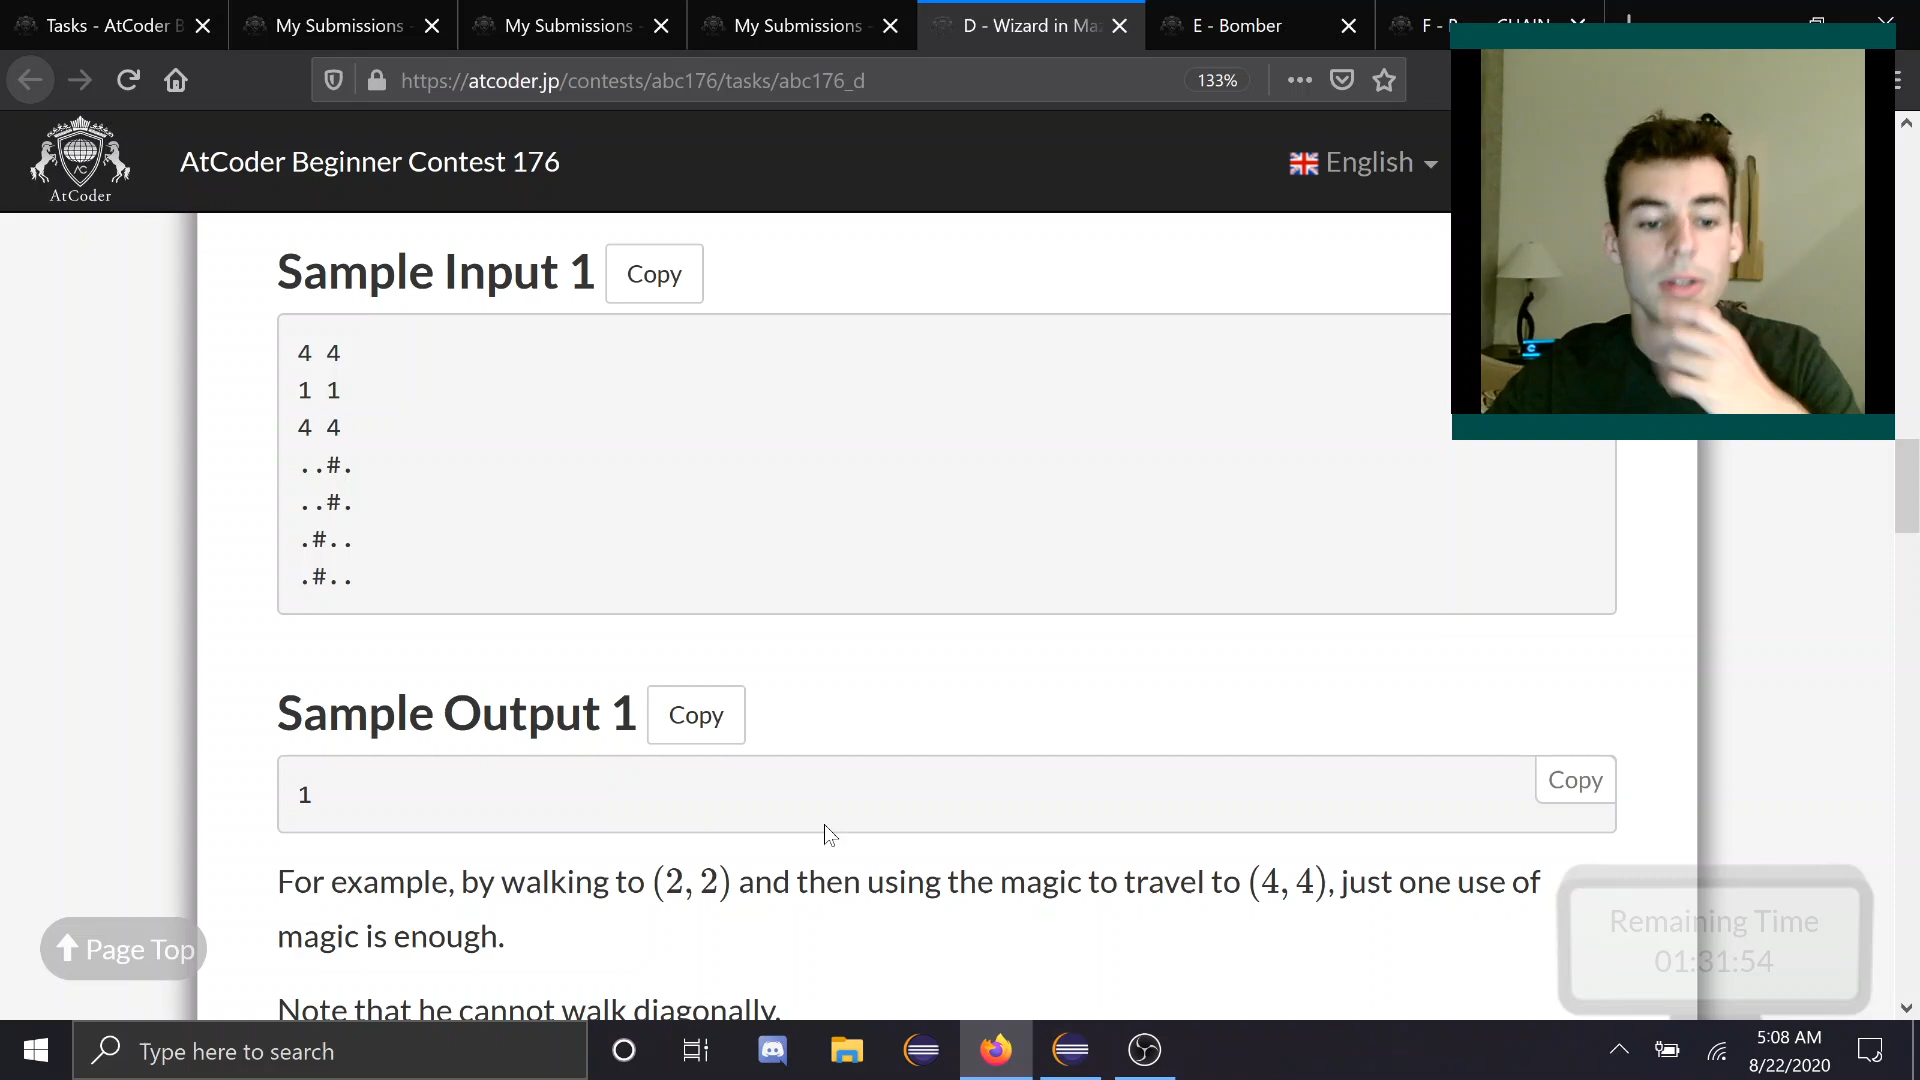 Tasks - AtCoder B
My Submissions
My Submissions
My Submissions
D - Wizard in Ma
E - Bomber
https://atcoder.jp/contests/abc176/tasks/abc176_d
133%
AtCoder
AtCoder Beginner Contest 176
English
Sample Input 1
Copy
4 4
1 1
4 4
..#.
..#.
.#..
.#..
Sample Output 1
Copy
1
Copy
For example, by walking to (2, 2) and then using the magic to travel to (4, 4), just one use of
magic is enough.
Note that he cannot walk diagonally.
Page Top
Remaining Time
01:31:54
Type here to search
5:08 AM
8/22/2020